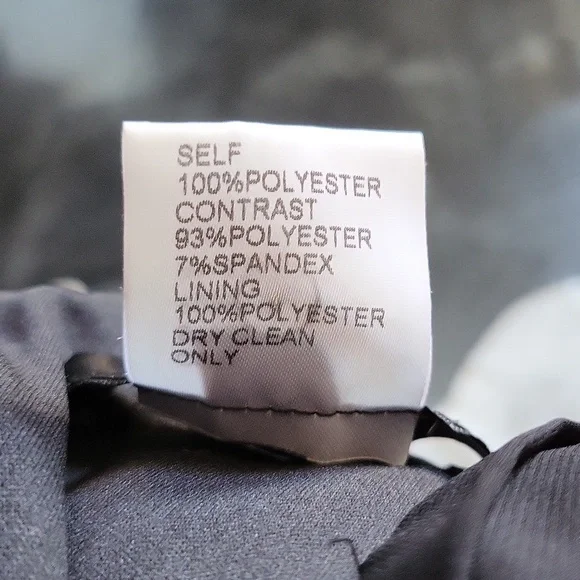 SELF
100%POLYESTER
CONTRAST
93%POLYESTER
7%SPANDEX
LINING
100%POLYESTER
DRY CLEAN
ONLY